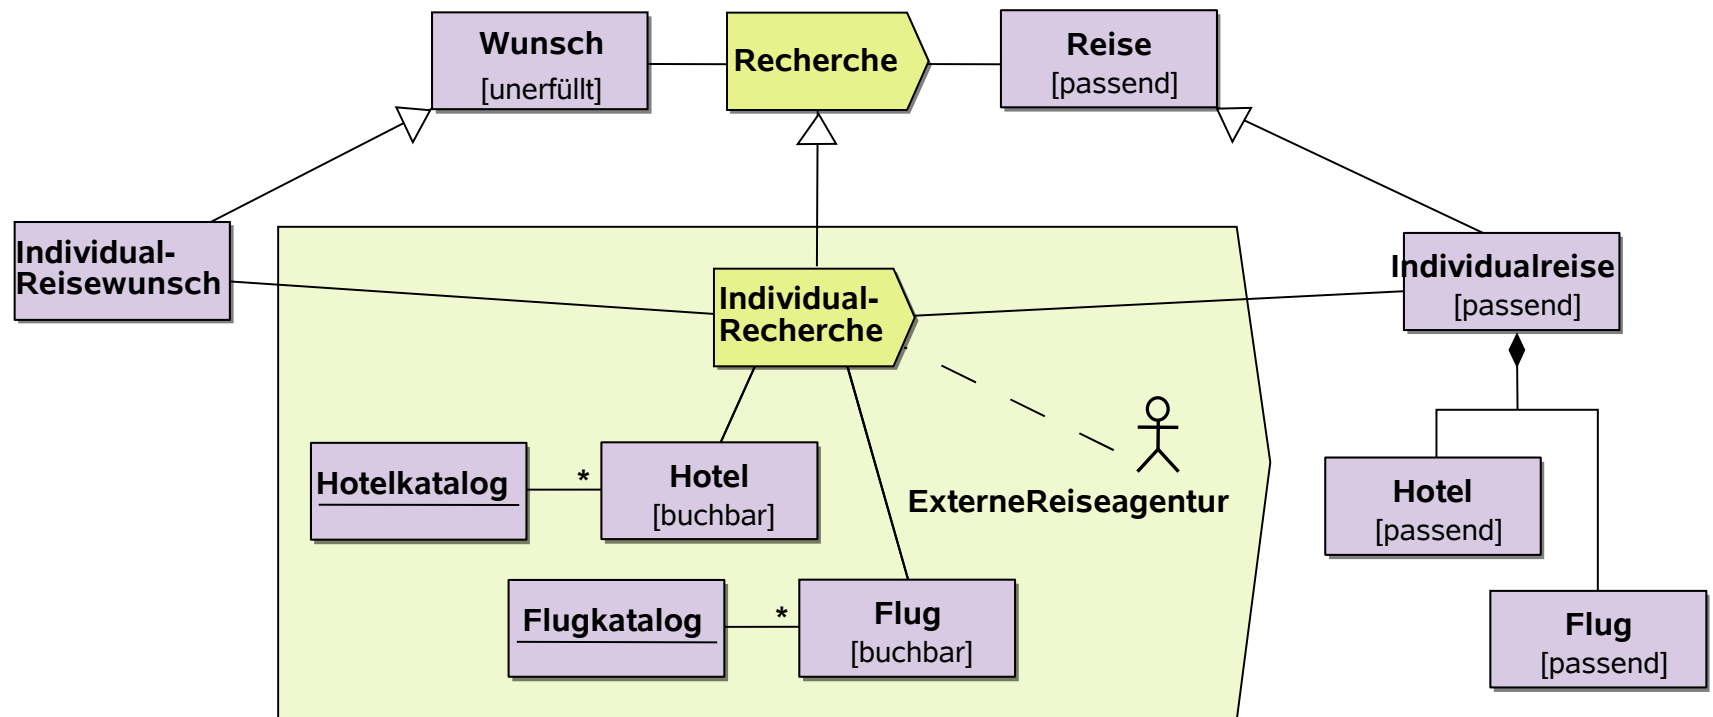 Wunsch
[unerfüllt]
Recherche
Reise
[passend]
Individual-
Reisewunsch
Individual-
Recherche
Individualreise
[passend]
ExterneReiseagentur
Hotelkatalog
*
Hotel
[buchbar]
Hotel
[passend]
Flugkatalog
*
Flug
[buchbar]
Flug
[passend]